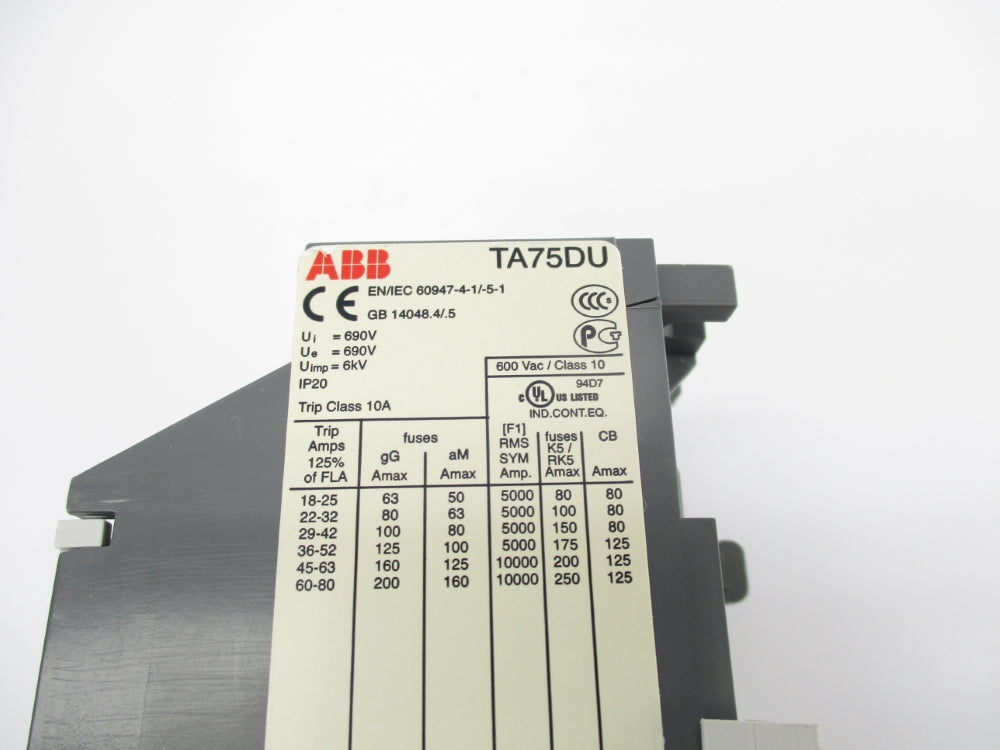 ABB TA75DU
CE EN/IEC 60947-4-1/-5-1
GB 14048.4/.5
CCC S
PCT
Ui = 690V
Ue = 690V
Uimp = 6kV
IP20
Trip Class 10A
600 Vac / Class 10
94D7
c UL US LISTED
IND.CONT.EQ.
Trip Amps 125% of FLA
fuses
gG Amax
aM Amax
[F1] RMS SYM Amp.
fuses K5 / RK5 Amax
CB Amax
18-25 63 50 5000 80 80
22-32 80 63 5000 100 80
29-42 100 80 5000 150 80
36-52 125 100 5000 175 125
45-63 160 125 10000 200 125
60-80 200 160 10000 250 125